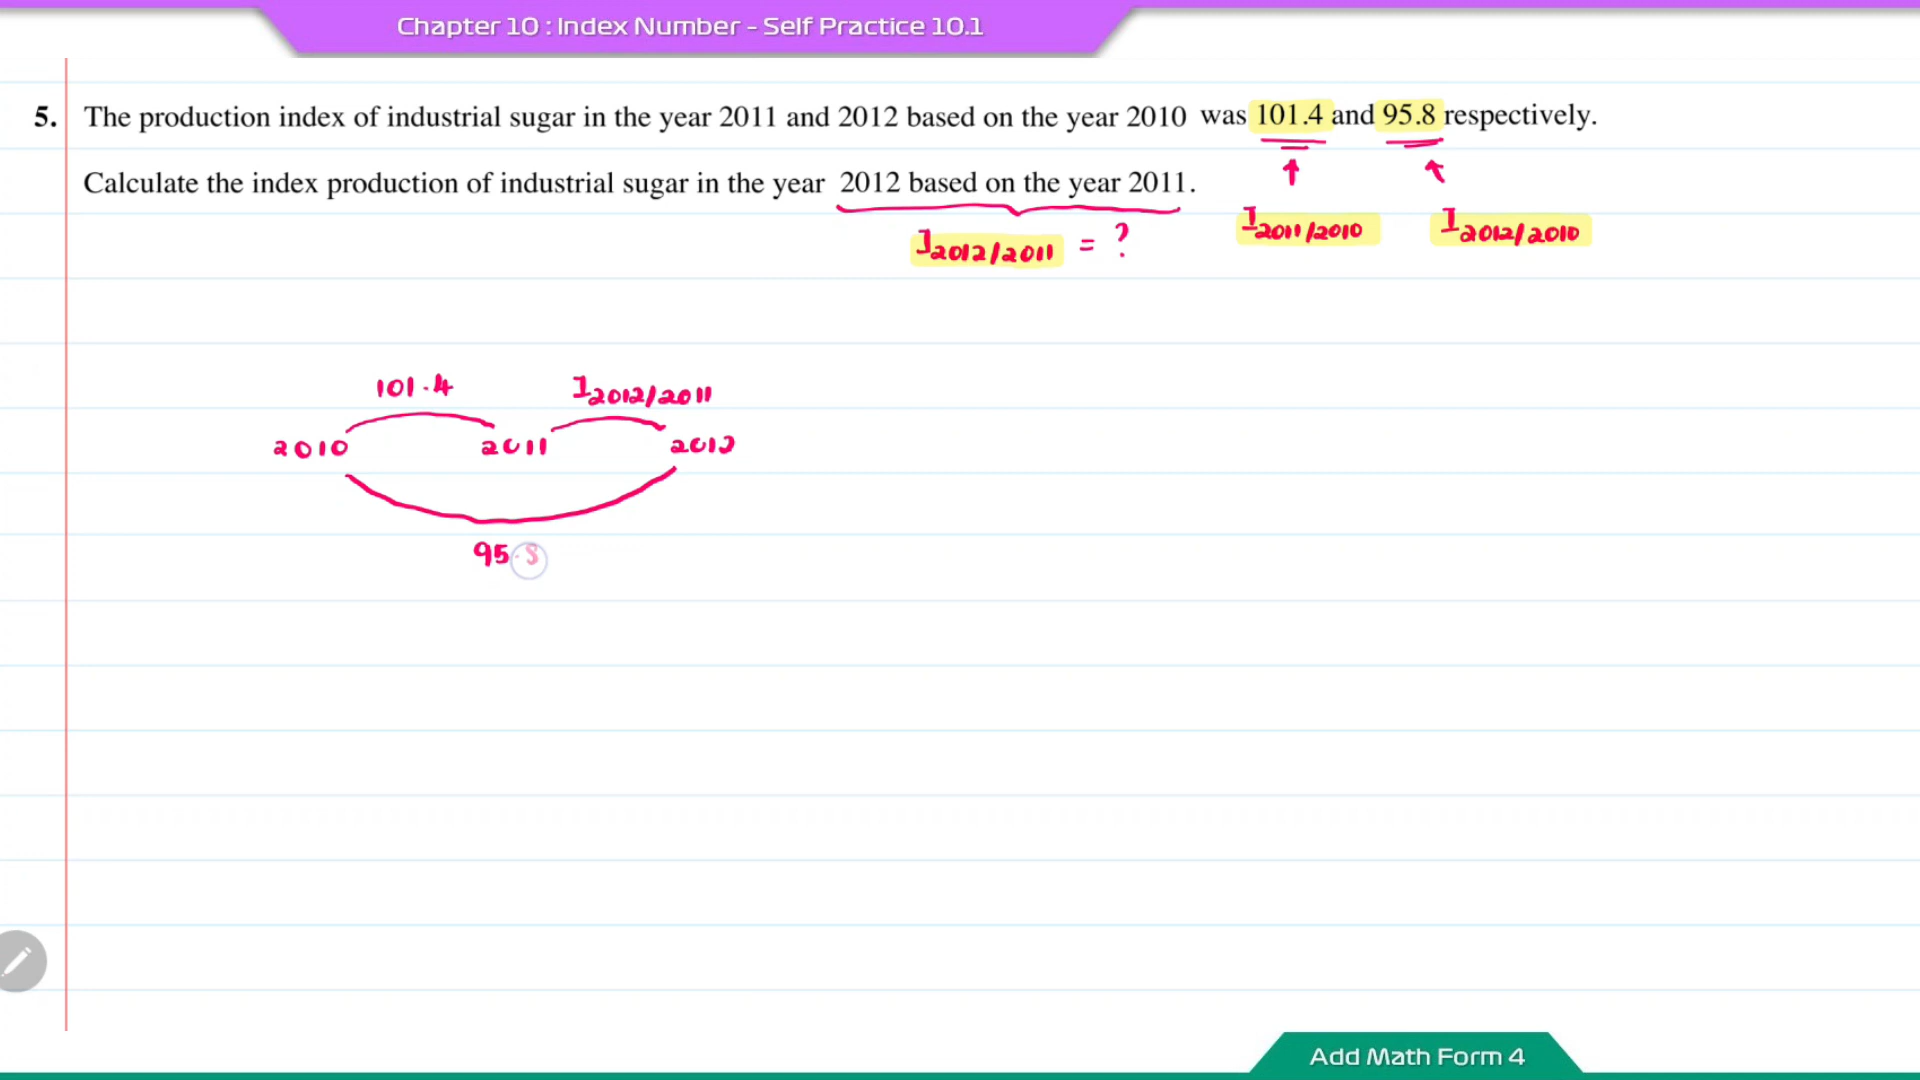 Chapter 10 : Index Number - Self Practice 10.1
5. The production index of industrial sugar in the year 2011 and 2012 based on the year 2010 was 101.4 and 95.8 respectively.
Calculate the index production of industrial sugar in the year 2012 based on the year 2011.
I2011/2010 I2012/2010
I2012/2011 = ?
101.4 I2012/2011
2010 2011 2012
95.8
Add Math Form 4